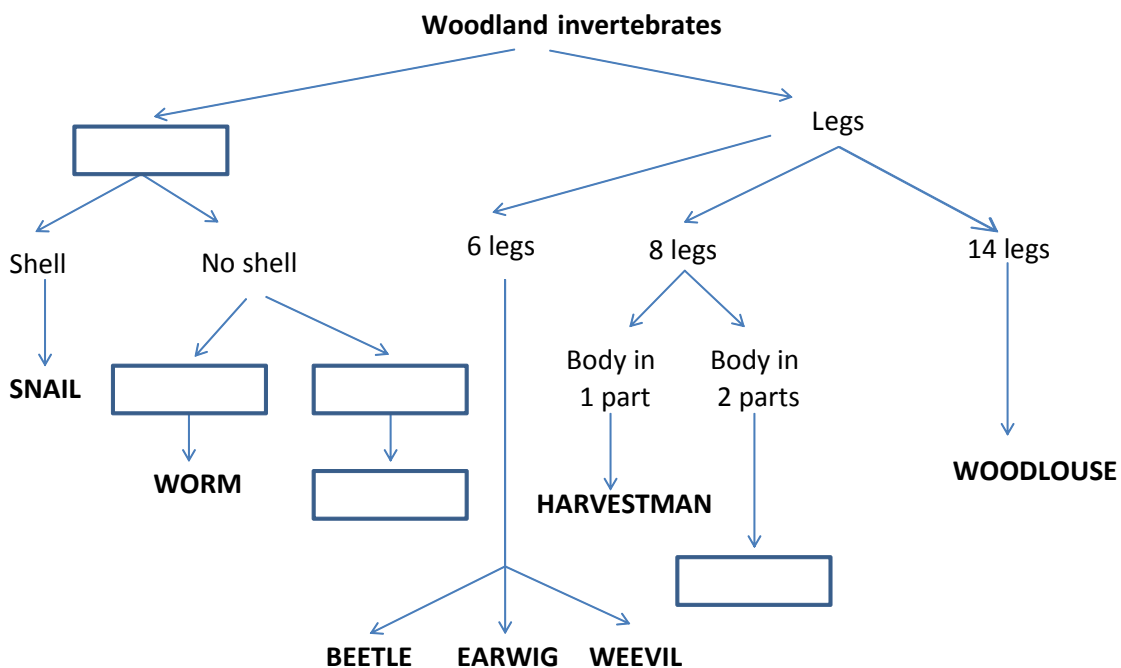 Woodland invertebrates
Legs
Shell
No shell
6 legs
8 legs
14 legs
SNAIL
Body in
1 part
Body in
2 parts
WORM
HARVESTMAN
WOODLOUSE
BEETLE
EARWIG
WEEVIL